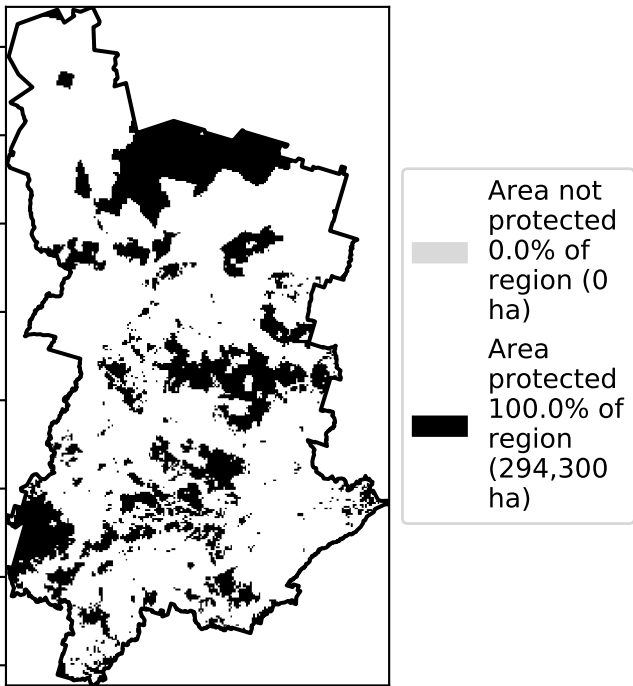 Area not
protected
0.0% of
region (0
ha)
Area
protected
100.0% of
region
(294,300
ha)